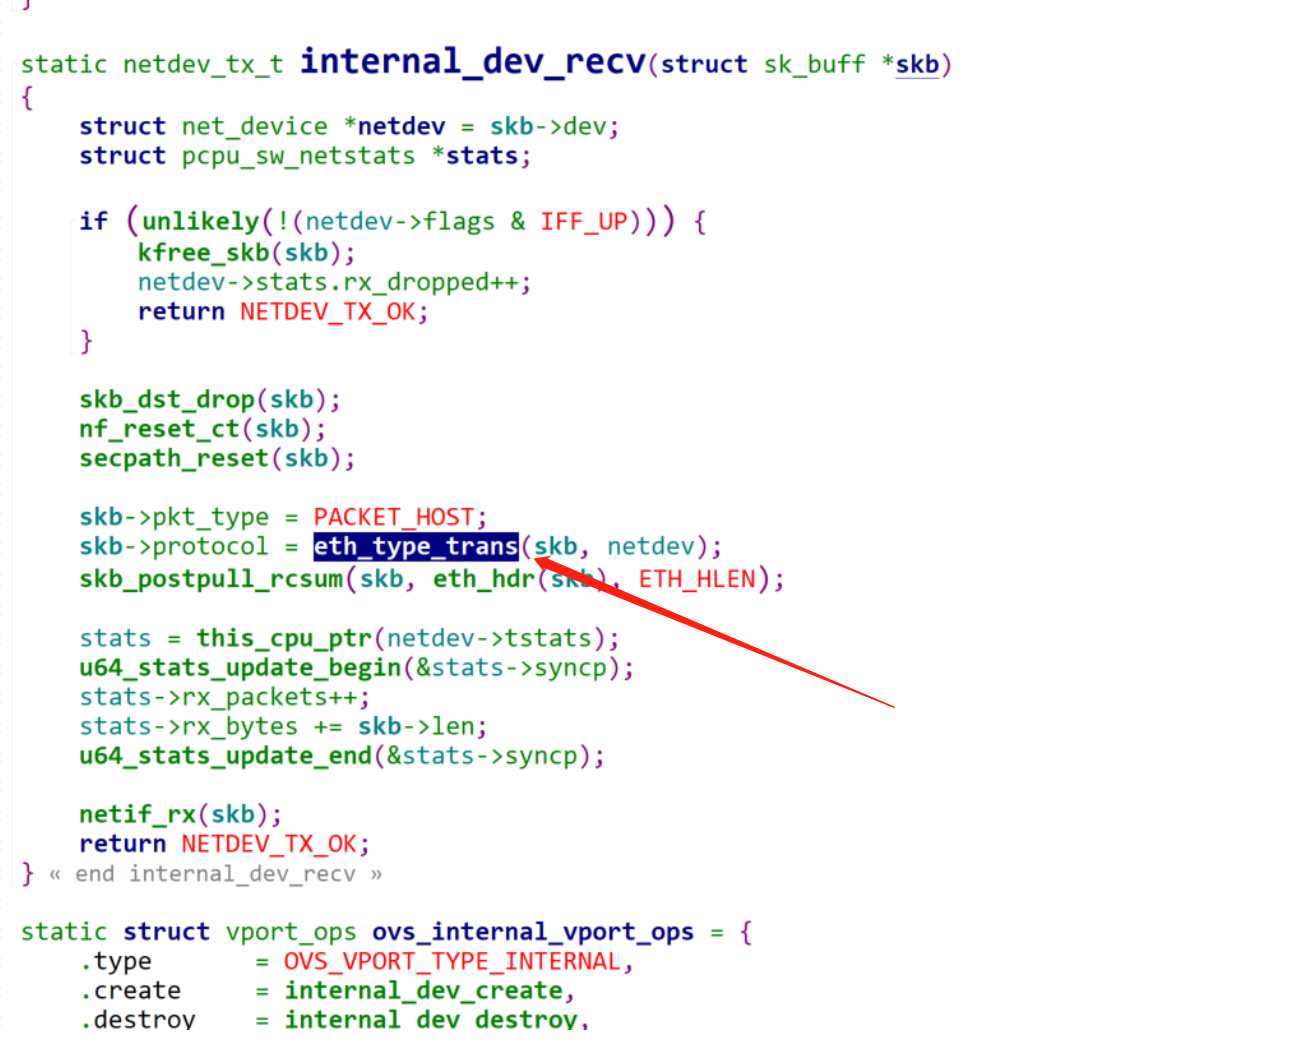 }
static netdev_tx_t internal_dev_recv(struct sk_buff *skb)
{
struct net_device *netdev = skb->dev;
struct pcpu_sw_netstats *stats;
if (unlikely(!(netdev->flags & IFF_UP))) {
kfree_skb(skb);
netdev->stats.rx_dropped++;
return NETDEV_TX_OK;
}
skb_dst_drop(skb);
nf_reset_ct(skb);
secpath_reset(skb);
skb->pkt_type = PACKET_HOST;
skb->protocol = eth_type_trans(skb, netdev);
skb_postpull_rcsum(skb, eth_hdr(skb), ETH_HLEN);
stats = this_cpu_ptr(netdev->tstats);
u64_stats_update_begin(&stats->syncp);
stats->rx_packets++;
stats->rx_bytes += skb->len;
u64_stats_update_end(&stats->syncp);
netif_rx(skb);
return NETDEV_TX_OK;
} « end internal_dev_recv »
static struct vport_ops ovs_internal_vport_ops = {
.type = OVS_VPORT_TYPE_INTERNAL,
.create = internal_dev_create,
.destroy = internal_dev_destroy,